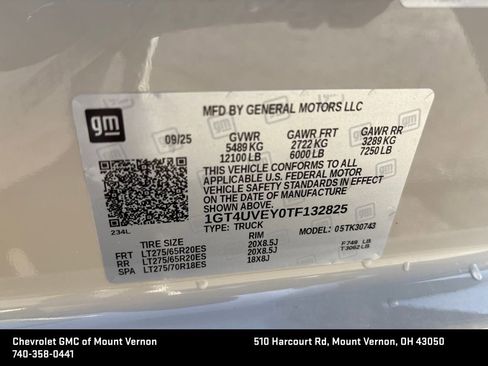 gm
MFD BY GENERAL MOTORS LLC
09/25
GVWR
GAWR FRT
GAWR RR
5489 KG
2722 KG
3289 KG
12100 LB
6000 LB
7250 LB
THIS VEHICLE CONFORMS TO ALL APPLICABLE
U.S. FEDERAL MOTOR
VEHICLE SAFETY STANDARDS IN EFFECT
ON THE DATE OF MANUFACTURE
SHOWN ABOVE.
1GT4UVEY0TF132825
TYPE: TRUCK
MODEL: 05TK30743
234L
TIRE SIZE
RIM
FRT LT275/65R20ES 20X8.5J
RR LT275/65R20ES 20X8.5J
SPA LT275/70R18ES 18X8J
F748 LB
T3062LB
Chevrolet GMC of Mount Vernon
510 Harcourt Rd, Mount Vernon, OH 43050
740-358-0441